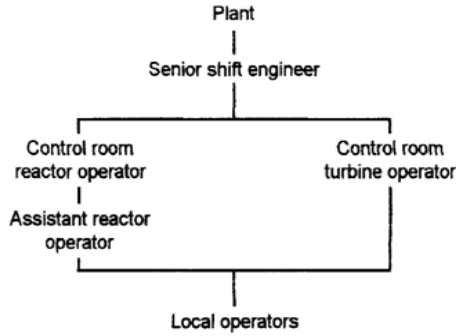 Plant
Senior shift engineer
Control room
reactor operator
Control room
turbine operator
Assistant reactor
operator
Local operators